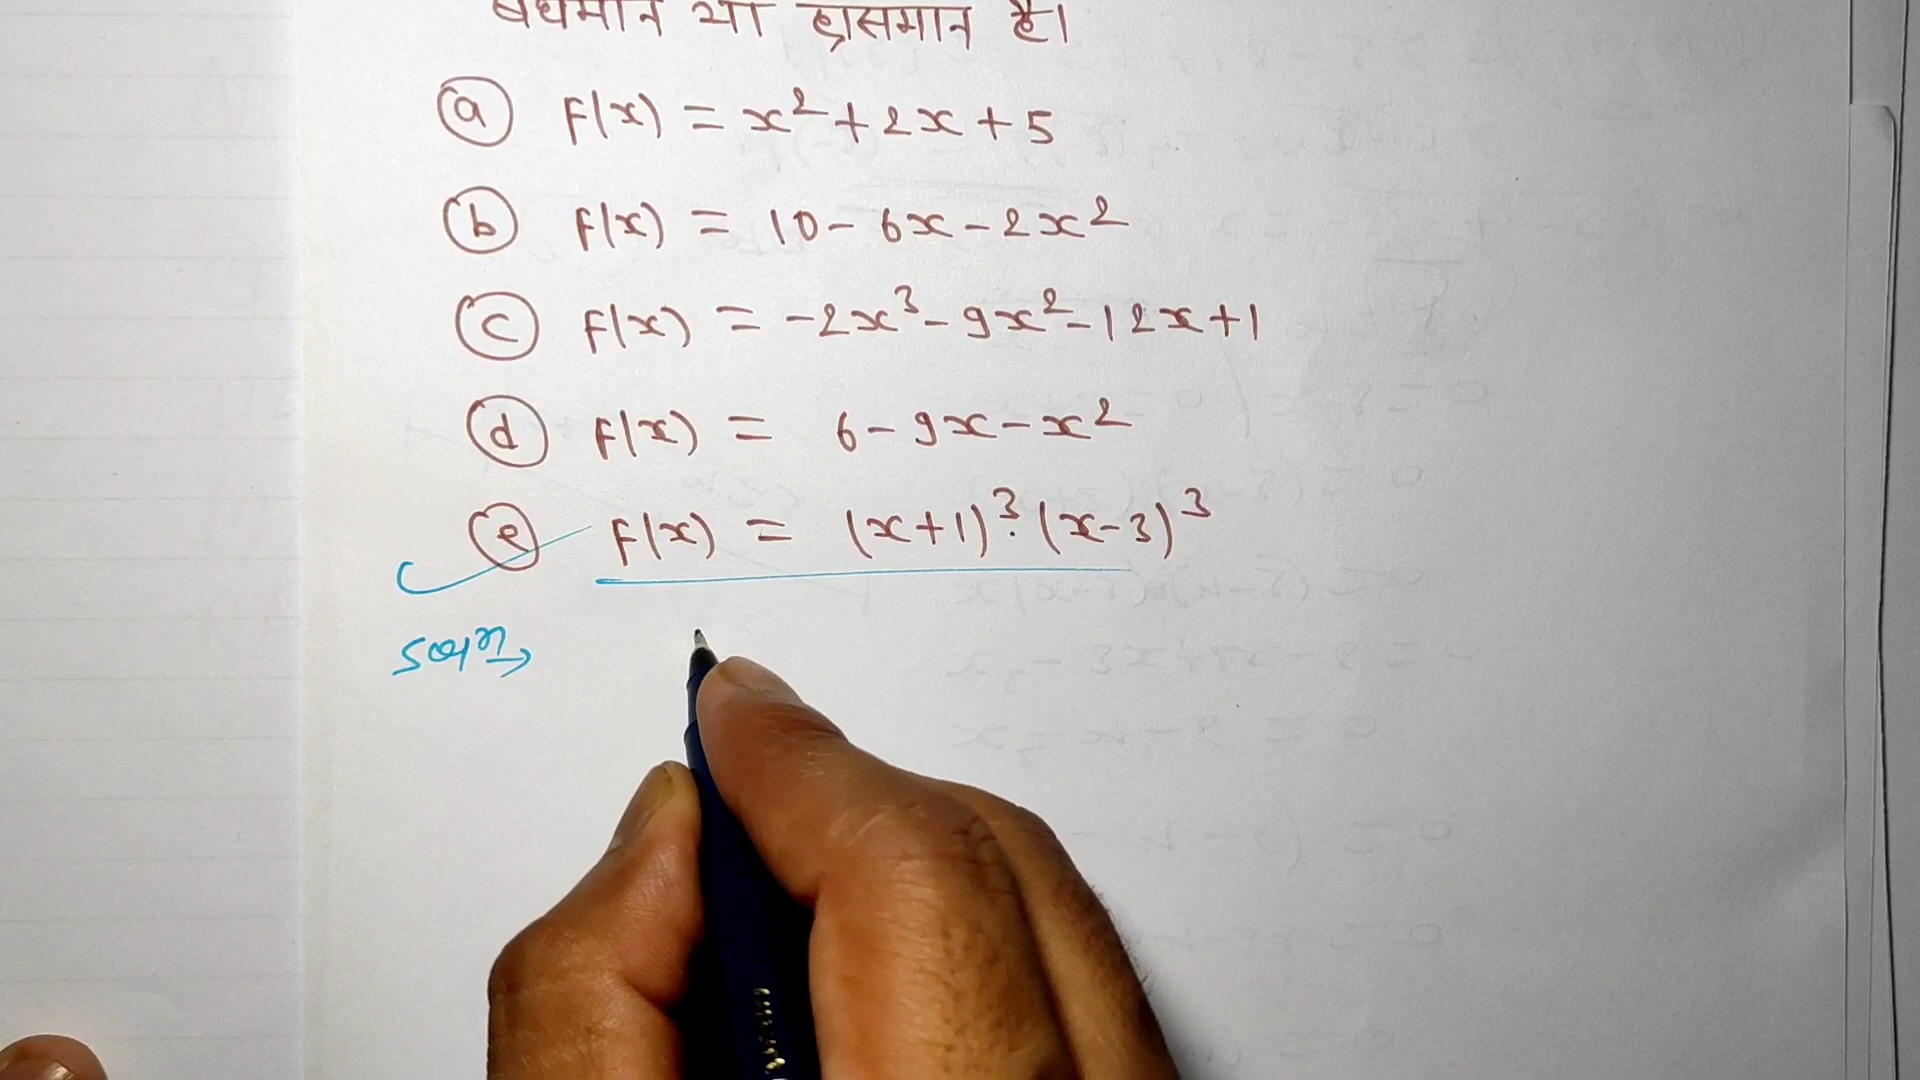 वर्धमान या ह्रासमान है।
(a) f(x) = x² + 2x + 5
(b) f(x) = 10 - 6x - 2x²
(c) f(x) = -2x³ - 9x² - 12x + 1
(d) f(x) = 6 - 9x - x²
(e) f(x) = (x+1)³.(x-3)³
Soln→